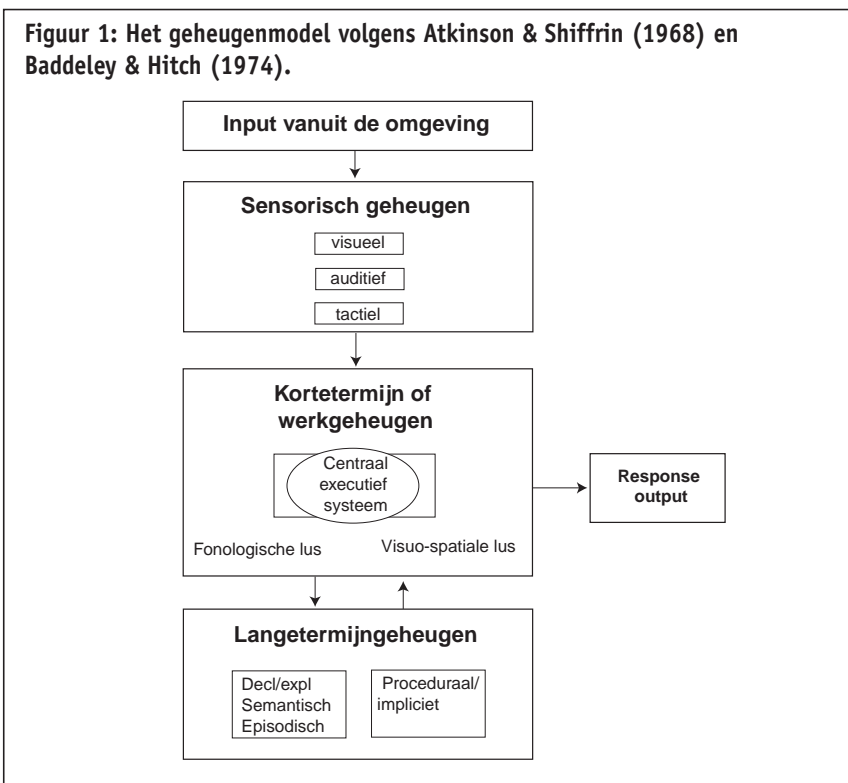 Figuur 1: Het geheugenmodel volgens Atkinson & Shiffrin (1968) en
Baddeley & Hitch (1974).
Input vanuit de omgeving
Sensorisch geheugen
visueel
auditief
tactiel
Kortetermijn of
werkgeheugen
Centraal
executief
systeem
Fonologische lus
Visuo-spatiale lus
Response
output
Langetermijngeheugen
Decl/expl
Semantisch
Episodisch
Proceduraal/
impliciet